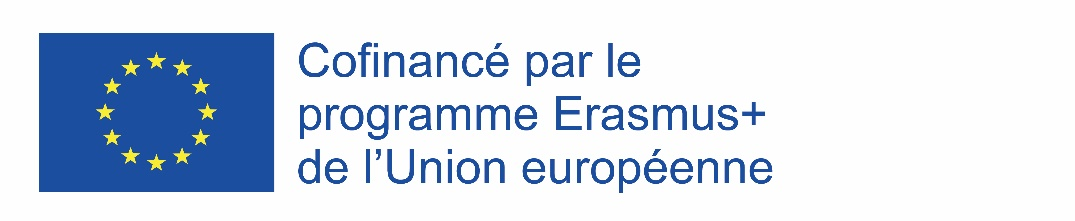 Cofinancé par le
programme Erasmus+
de l’Union européenne